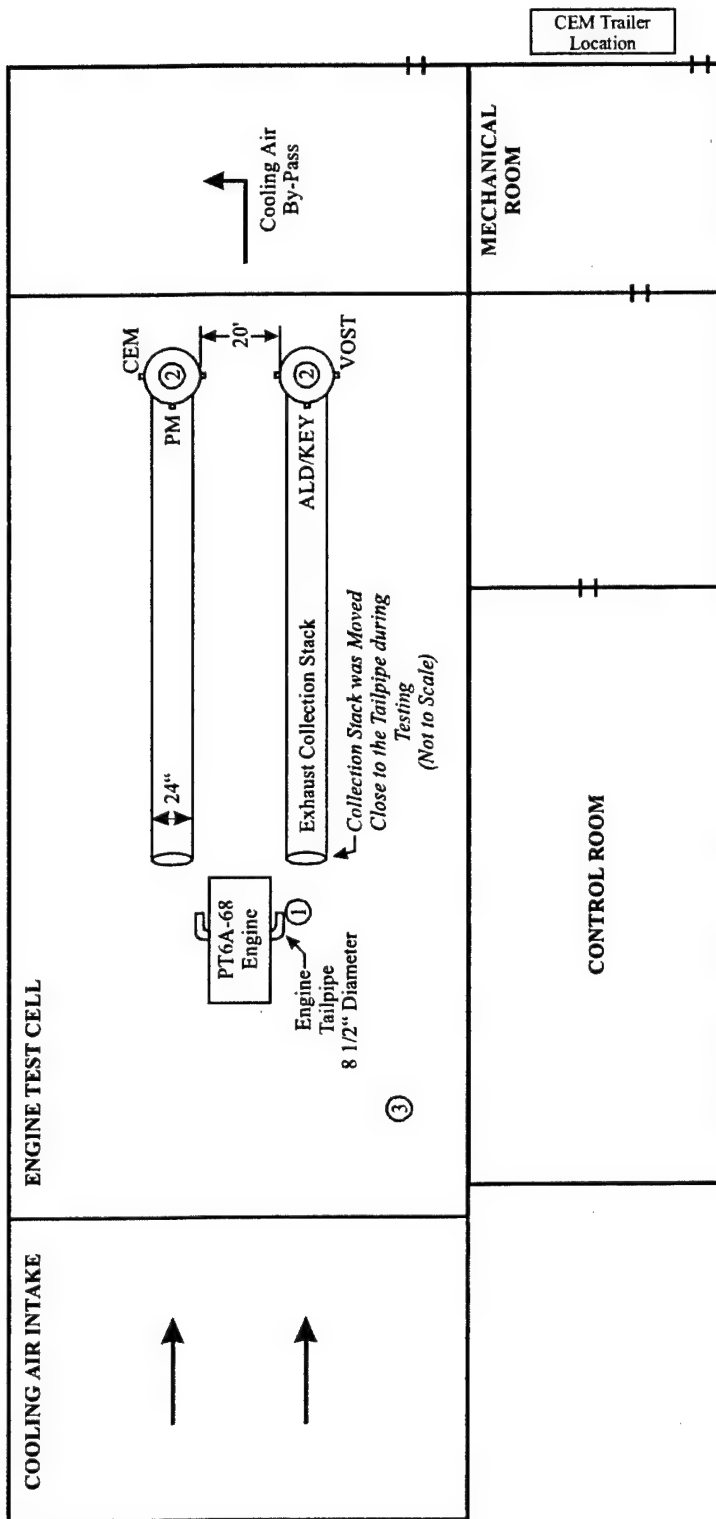 CEM Trailer
Location
COOLING AIR INTAKE
ENGINE TEST CELL
PT6A-68
Engine
1
Engine
Tailpipe
8 1/2“ Diameter
3
24“
Exhaust Collection Stack
Collection Stack was Moved
Close to the Tailpipe during
Testing
(Not to Scale)
CEM
2
PM
20'
2
ALD/KEY
VOST
Cooling Air
By-Pass
MECHANICAL
ROOM
CONTROL ROOM